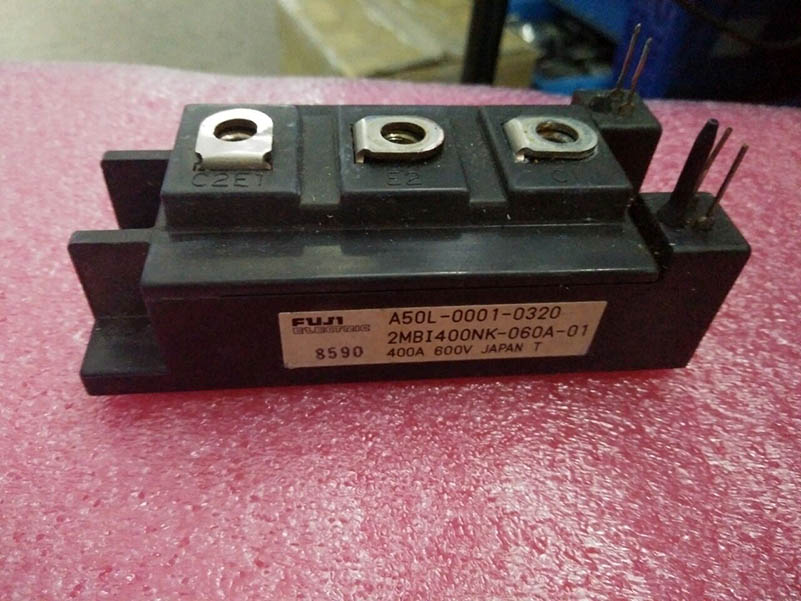 C2E1
E2
C1
FUJI
ELECTRIC
8590
A50L-0001-0320
2MBI400NK-060A-01
400A 600V JAPAN T